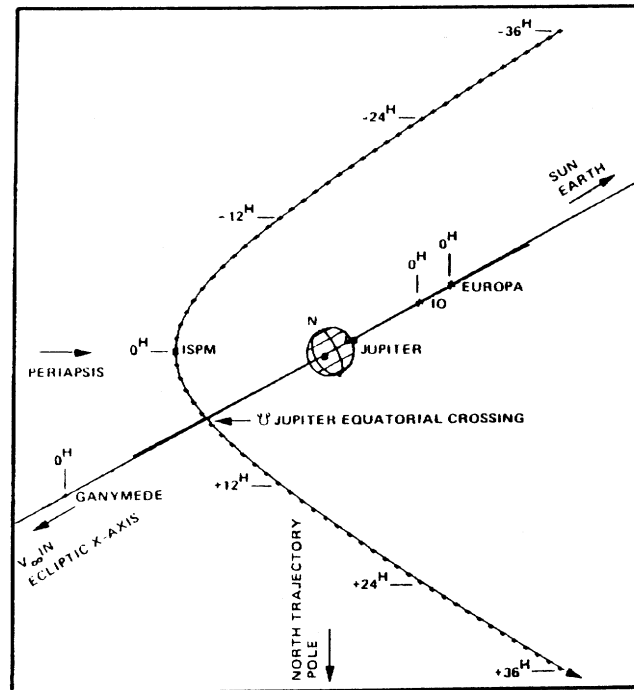 -36H
-24H
SUN
EARTH
-12H
0H
0H
EUROPA
IO
N
0H
ISPM
JUPITER
PERIAPSIS
☋ JUPITER EQUATORIAL CROSSING
0H
GANYMEDE
+12H
V∞ IN
ECLIPTIC X-AXIS
+24H
NORTH TRAJECTORY
POLE
+36H